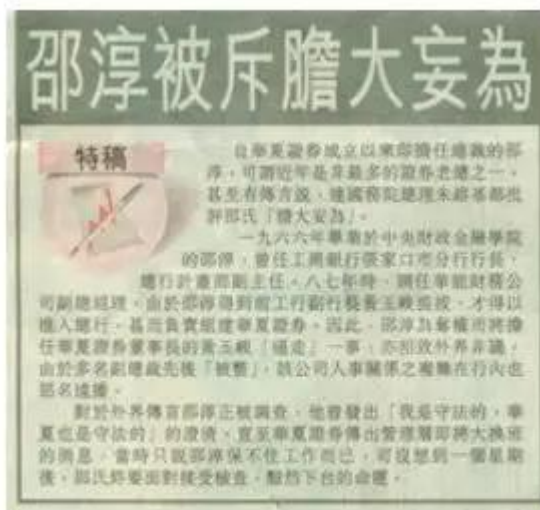 邵淳被斥膽大妄為
特稿
自華夏證券成立以來即擔任總裁的邵
淳，可謂近年是非最多的證券老總之一。
甚至有傳言說，連國務院總理朱鎔基都批
評邵氏「膽大妄為」。
一九六六年畢業於中央財政金融學院
的邵淳，曾任工商銀行張家口市分行行長、
總行計畫部副主任。八七年時，調任華能財務公
司副總經理。由於邵淳得到前工行副行長黃玉峻垂青，才得以
進入總行，甚而負責組建華夏證券。因此，邵淳為奪權而將擔
任華夏證券董事長的黃玉峻「逼走」一事，亦招致外界非議。
由於多名副總裁先後「被整」，該公司人事關係之複雜在行內也
頗名遠播。
對於外界傳言邵淳正被調查，他曾發出「我是守法的，華
夏也是守法的」的澄清。直至華夏證券傳出管理層即將大換班
的消息，當時只說邵淳保不住工作而已，可沒想到一個星期
後，邵氏終要面對接受檢查、黯然下台的命運。